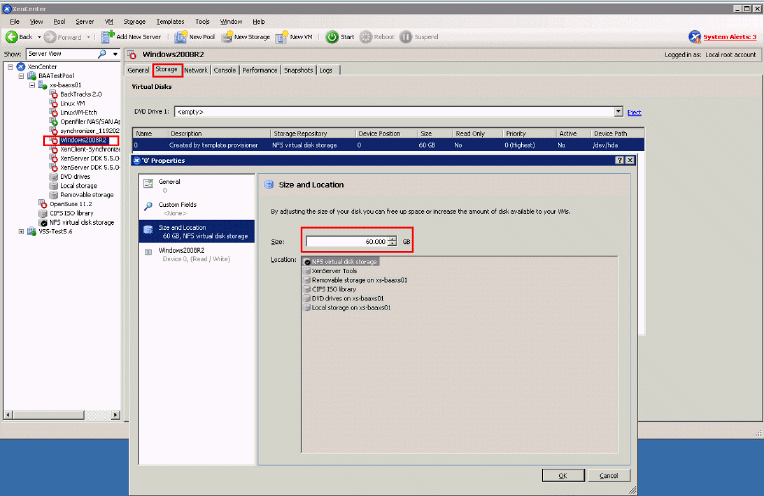 XenCenter
File View Pool Server VM Storage Templates Tools Window Help
Back Forward Add New Server New Pool New Storage New VM Start Reboot Suspend System Alerts: 3
Show: Server View
Windows2008R2 Logged in as: Local root account
General Storage Network Console Performance Snapshots Logs
XenCenter
BAATestPool
xs-baaxs01
BackTracks 2.0
Linux VM
LinuxVM-Etch
Openfiler NAS/SAN Ap
synchronizer_119202
Windows2008R2
XenClient-Synchronize
XenServer DDK 5.5.0
XenServer DDK 5.5.0
DVD drives
Local storage
Removable storage
OpenSuse 11.2
CIFS ISO library
NFS virtual disk storage
VSS-Test5.6
Virtual Disks
DVD Drive 1: <empty> Eject
Name Description Storage Repository Device Position Size Read Only Priority Active Device Path
0 Created by template provisioner NFS virtual disk storage 0 60 GB No 0 (Highest) No /dev/hda
'0' Properties
General
0
Custom Fields
<None>
Size and Location
60 GB, NFS virtual disk storage
Windows2008R2
Device 0, (Read / Write)
Size and Location
By adjusting the size of your disk you can free up space or increase the amount of disk available to your VMs.
Size: 60.000 GB
Location: NFS virtual disk storage
XenServer Tools
Removable storage on xs-baaxs01
CIFS ISO library
DVD drives on xs-baaxs01
Local storage on xs-baaxs01
OK Cancel